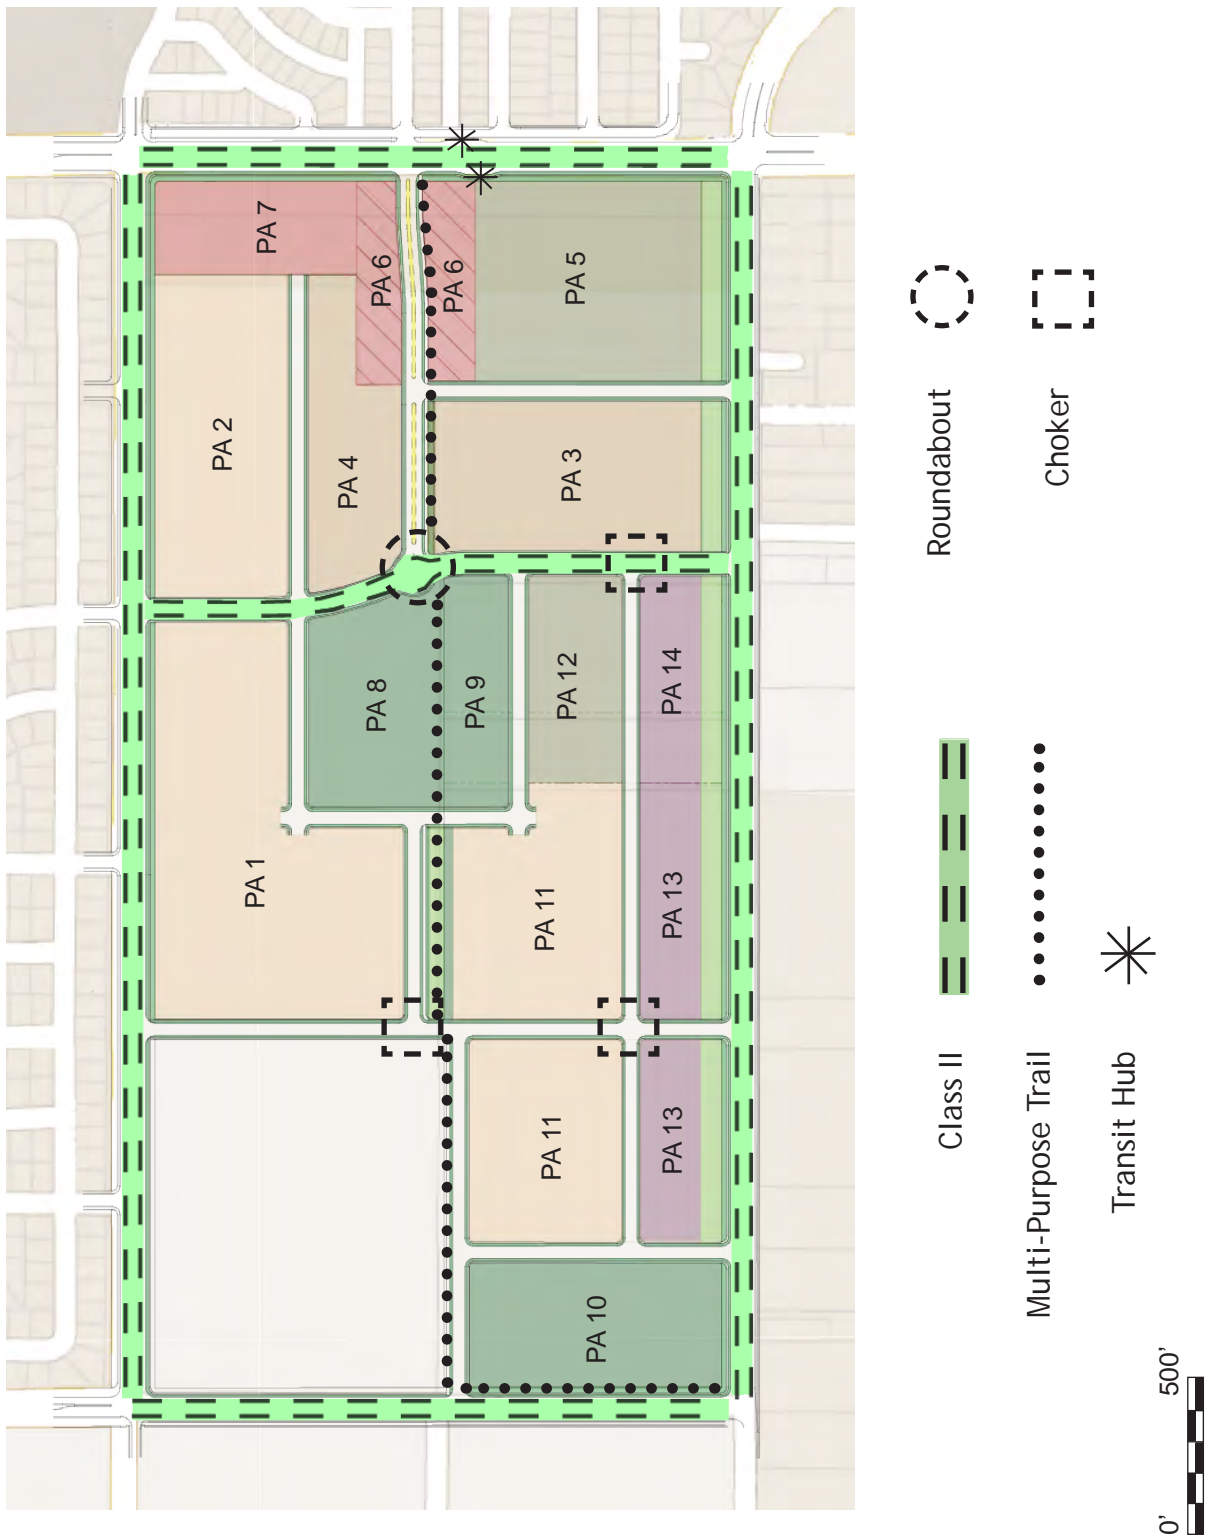 PA 7
PA 6
PA 6
PA 5
PA 2
PA 4
PA 3
PA 8
PA 9
PA 12
PA 14
PA 1
PA 11
PA 13
PA 11
PA 13
PA 10
Roundabout
Choker
Class II
Multi-Purpose Trail
Transit Hub
0'
500'